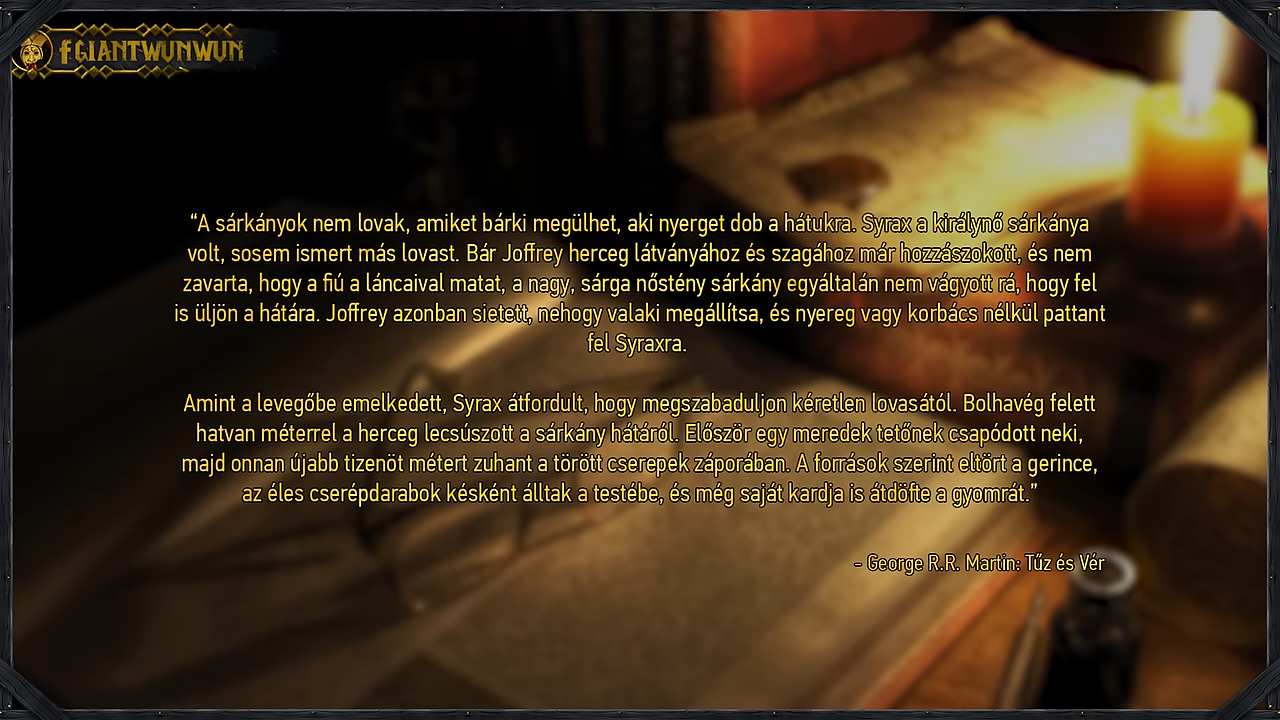 fGIANTWUNWUN
“A sárkányok nem lovak, amiket bárki megülhet, aki nyerget dob a hátukra. Syrax a királynő sárkánya
volt, sosem ismert más lovast. Bár Joffrey herceg látványához és szagához már hozzászokott, és nem
zavarta, hogy a fiú a láncaival matat, a nagy, sárga nőstény sárkány egyáltalán nem vágyott rá, hogy fel
is üljön a hátára. Joffrey azonban sietett, nehogy valaki megállítsa, és nyereg vagy korbács nélkül pattant
fel Syraxra.
Amint a levegőbe emelkedett, Syrax átfordult, hogy megszabaduljon kéretlen lovasától. Bolhavég felett
hatvan méterrel a herceg lecsúszott a sárkány hátáról. Először egy meredek tetőnek csapódott neki,
majd onnan újabb tizenöt métert zuhant a törött cserepek záporában. A források szerint eltört a gerince,
az éles cserépdarabok késként álltak a testébe, és még saját kardja is átdöfte a gyomrát.”
- George R.R. Martin: Tűz és Vér